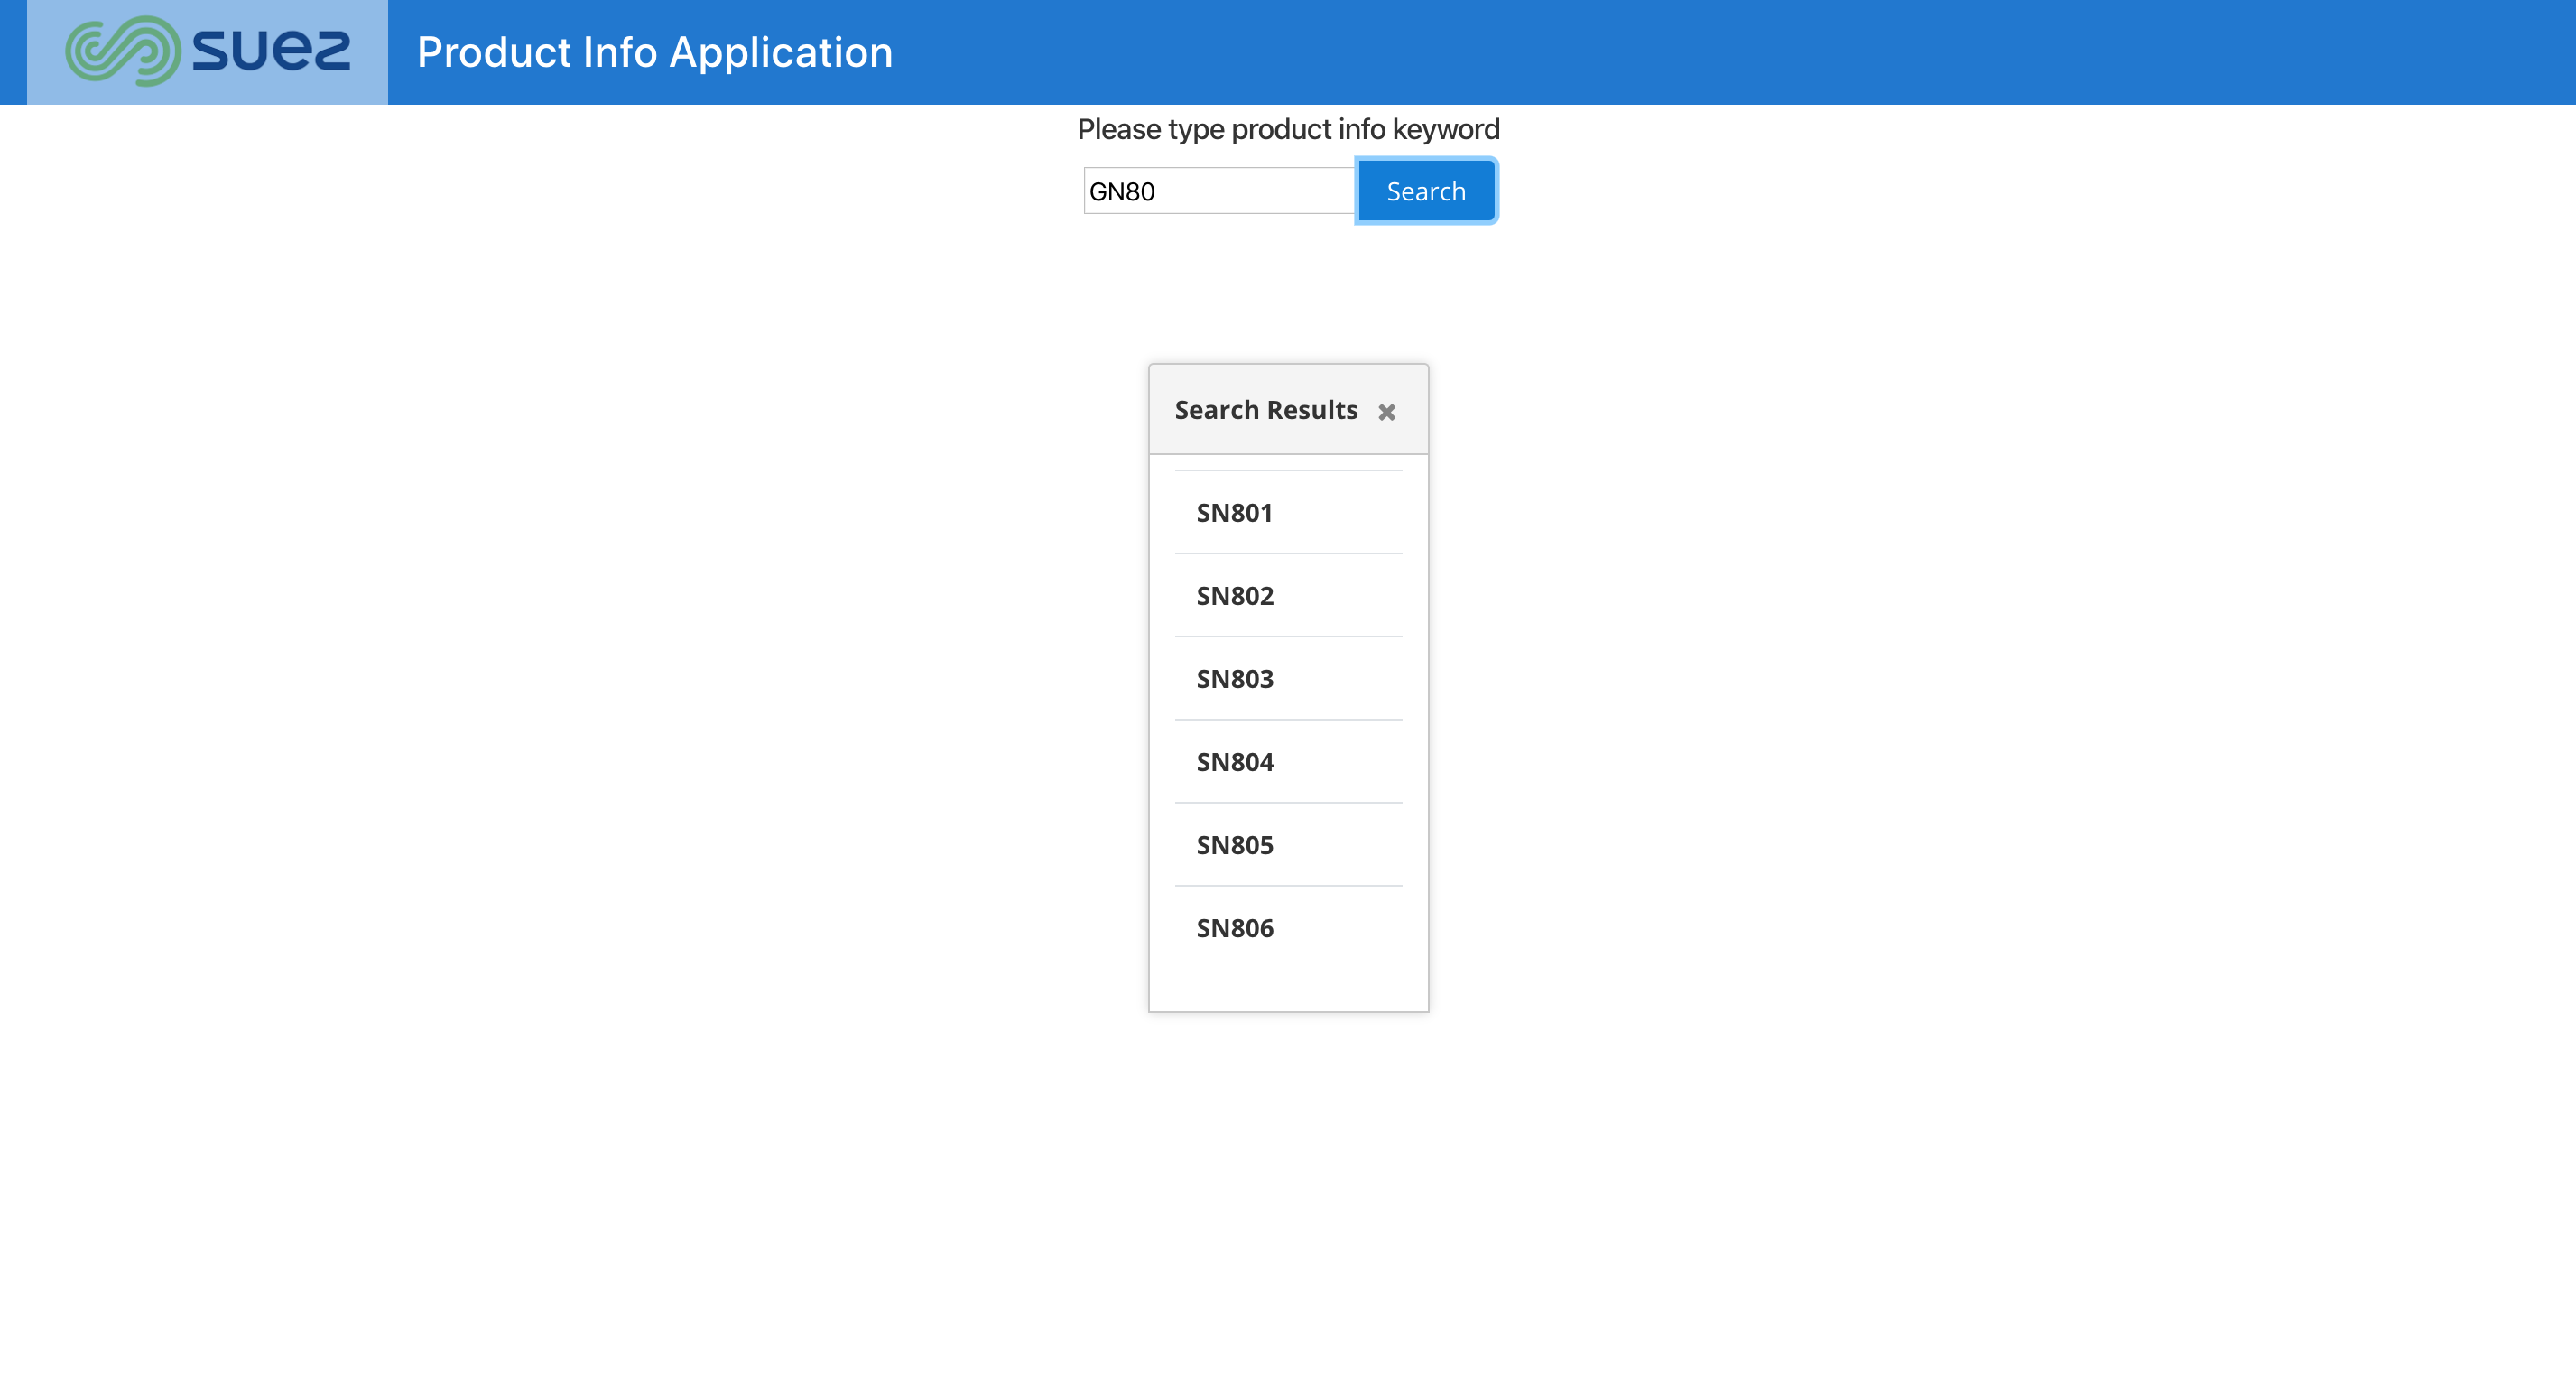 suez
Product Info Application
Please type product info keyword
GN80
Search
Search Results
SN801
SN802
SN803
SN804
SN805
SN806